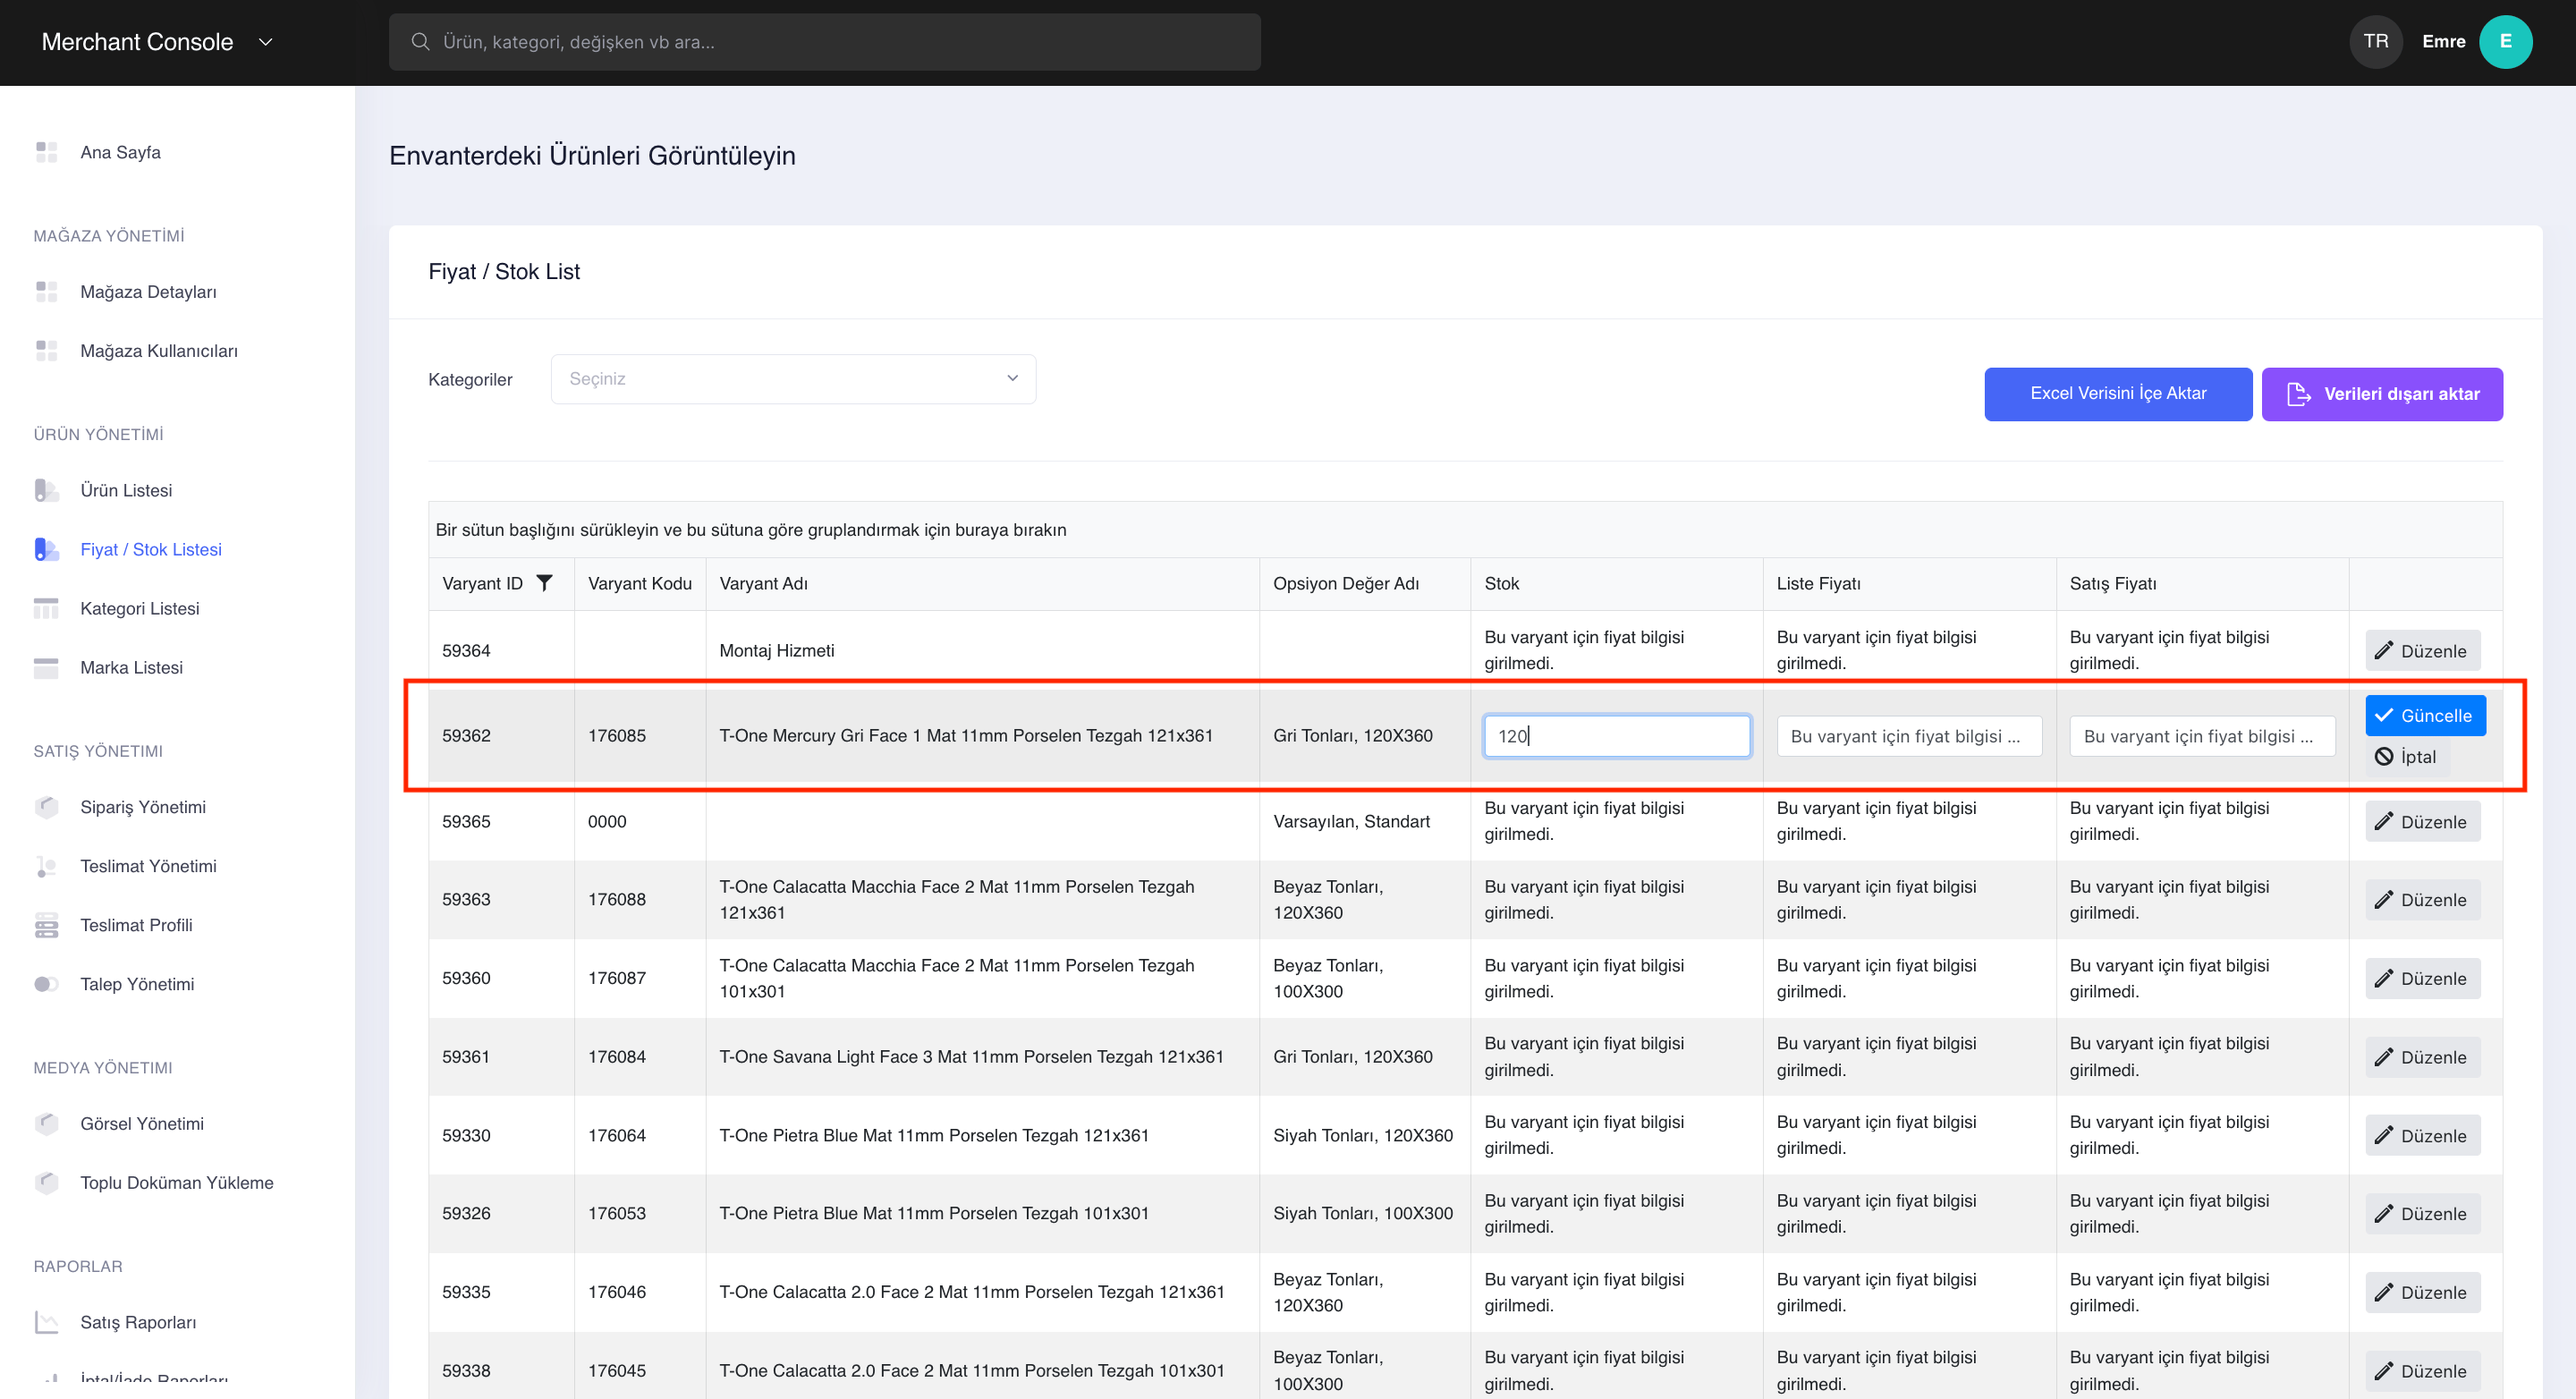 Merchant Console
Ürün, kategori, değişken vb ara...
TR
Emre
E
Ana Sayfa
MAĞAZA YÖNETİMİ
Mağaza Detayları
Mağaza Kullanıcıları
ÜRÜN YÖNETİMİ
Ürün Listesi
Fiyat / Stok Listesi
Kategori Listesi
Marka Listesi
SATIŞ YÖNETIMI
Sipariş Yönetimi
Teslimat Yönetimi
Teslimat Profili
Talep Yönetimi
MEDYA YÖNETIMI
Görsel Yönetimi
Toplu Doküman Yükleme
RAPORLAR
Satış Raporları
İptal/İade Raporları
Envanterdeki Ürünleri Görüntüleyin
Fiyat / Stok List
Kategoriler
Seçiniz
Excel Verisini İçe Aktar
Verileri dışarı aktar
Bir sütun başlığını sürükleyin ve bu sütuna göre gruplandırmak için buraya bırakın
Varyant ID Varyant Kodu Varyant Adı Opsiyon Değer Adı Stok Liste Fiyatı Satış Fiyatı
Bu varyant için fiyat bilgisi Bu varyant için fiyat bilgisi Bu varyant için fiyat bilgisi
59364 Montaj Hizmeti Düzenle
girilmedi. girilmedi. girilmedi.
Güncelle
59362 176085 T-One Mercury Gri Face 1 Mat 11mm Porselen Tezgah 121x361 Gri Tonları, 120X360 120 Bu varyant için fiyat bilgisi ... Bu varyant için fiyat bilgisi ...
İptal
Bu varyant için fiyat bilgisi Bu varyant için fiyat bilgisi Bu varyant için fiyat bilgisi
59365 0000 Varsayılan, Standart Düzenle
girilmedi. girilmedi. girilmedi.
T-One Calacatta Macchia Face 2 Mat 11mm Porselen Tezgah Beyaz Tonları, Bu varyant için fiyat bilgisi Bu varyant için fiyat bilgisi Bu varyant için fiyat bilgisi
59363 176088 Düzenle
121x361 120X360 girilmedi. girilmedi. girilmedi.
T-One Calacatta Macchia Face 2 Mat 11mm Porselen Tezgah Beyaz Tonları, Bu varyant için fiyat bilgisi Bu varyant için fiyat bilgisi Bu varyant için fiyat bilgisi
59360 176087 Düzenle
101x301 100X300 girilmedi. girilmedi. girilmedi.
Bu varyant için fiyat bilgisi Bu varyant için fiyat bilgisi Bu varyant için fiyat bilgisi
59361 176084 T-One Savana Light Face 3 Mat 11mm Porselen Tezgah 121x361 Gri Tonları, 120X360 Düzenle
girilmedi. girilmedi. girilmedi.
Bu varyant için fiyat bilgisi Bu varyant için fiyat bilgisi Bu varyant için fiyat bilgisi
59330 176064 T-One Pietra Blue Mat 11mm Porselen Tezgah 121x361 Siyah Tonları, 120X360 Düzenle
girilmedi. girilmedi. girilmedi.
Bu varyant için fiyat bilgisi Bu varyant için fiyat bilgisi Bu varyant için fiyat bilgisi
59326 176053 T-One Pietra Blue Mat 11mm Porselen Tezgah 101x301 Siyah Tonları, 100X300 Düzenle
girilmedi. girilmedi. girilmedi.
Beyaz Tonları, Bu varyant için fiyat bilgisi Bu varyant için fiyat bilgisi Bu varyant için fiyat bilgisi
59335 176046 T-One Calacatta 2.0 Face 2 Mat 11mm Porselen Tezgah 121x361 Düzenle
120X360 girilmedi. girilmedi. girilmedi.
Beyaz Tonları, Bu varyant için fiyat bilgisi Bu varyant için fiyat bilgisi Bu varyant için fiyat bilgisi
59338 176045 T-One Calacatta 2.0 Face 2 Mat 11mm Porselen Tezgah 101x301 Düzenle
100X300 girilmedi. girilmedi. girilmedi.